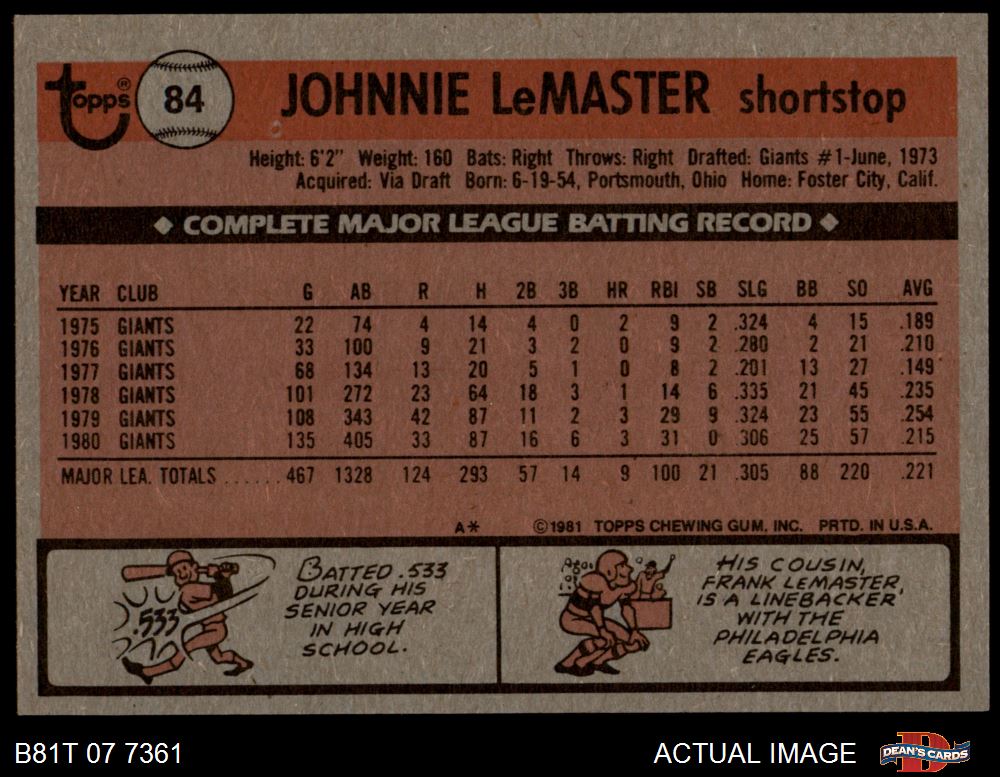 Topps® 84 JOHNNIE LeMASTER shortstop
Height: 6'2" Weight: 160 Bats: Right Throws: Right Drafted: Giants #1-June, 1973
Acquired: Via Draft Born: 6-19-54, Portsmouth, Ohio Home: Foster City, Calif.
◆ COMPLETE MAJOR LEAGUE BATTING RECORD ◆
YEAR CLUB G AB R H 2B 3B HR RBI SB SLG BB SO AVG
1975 GIANTS 22 74 4 14 4 0 2 9 2 .324 4 15 .189
1976 GIANTS 33 100 9 21 3 2 0 9 2 .280 2 21 .210
1977 GIANTS 68 134 13 20 5 1 0 8 2 .201 13 27 .149
1978 GIANTS 101 272 23 64 18 3 1 14 6 .335 21 45 .235
1979 GIANTS 108 343 42 87 11 2 3 29 9 .324 23 55 .254
1980 GIANTS 135 405 33 87 16 6 3 31 0 .306 25 57 .215
MAJOR LEA. TOTALS ...... 467 1328 124 293 57 14 9 100 21 .305 88 220 .221
A* ©1981 TOPPS CHEWING GUM, INC. PRTD. IN U.S.A.
.533
BATTED .533
DURING HIS
SENIOR YEAR
IN HIGH
SCHOOL.
HIS COUSIN,
FRANK LEMASTER,
IS A LINEBACKER
WITH THE
PHILADELPHIA
EAGLES.
B81T 07 7361 ACTUAL IMAGE DEAN'S CARDS